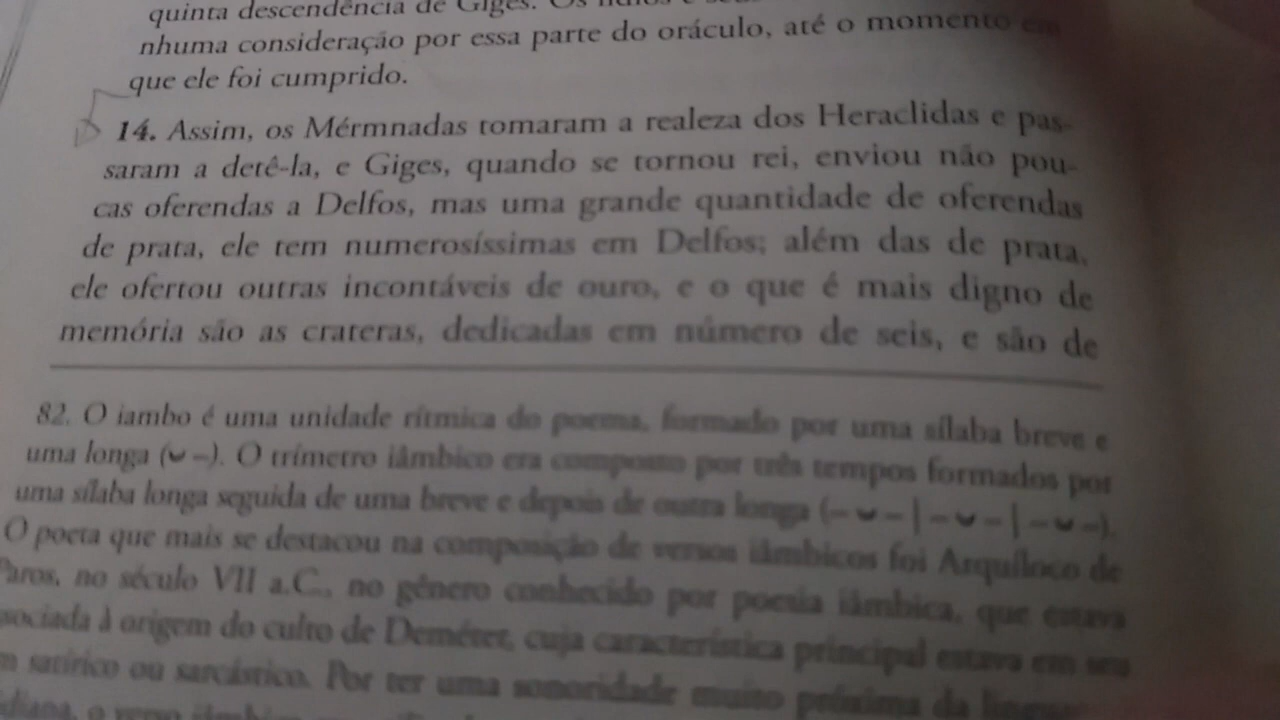 quinta descendência de Giges. Os
nhuma consideração por essa parte do oráculo, até o momento em
que ele foi cumprido.
14. Assim, os Mérmnadas tomaram a realeza dos Heraclidas e pas-
saram a detê-la, e Giges, quando se tornou rei, enviou não pou-
cas oferendas a Delfos, mas uma grande quantidade de oferendas
de prata, ele tem numerosíssimas em Delfos; além das de prata,
ele ofertou outras incontáveis de ouro, e o que é mais digno de
memória são as crateras, dedicadas em número de seis, e são de
82. O iambo é uma unidade rítmica do poema, formado por uma sílaba breve e
uma longa (⏑ –). O trímetro iâmbico era composto por três tempos formados por
uma sílaba longa seguida de uma breve e depois de outra longa (– ⏑ – | – ⏑ – | – ⏑ –).
O poeta que mais se destacou na composição de versos iâmbicos foi Arquíloco de
Paros, no século VII a.C., no gênero conhecido por poesia iâmbica, que estava
sociada à origem do culto de Deméter, cuja característica principal estava em seu
m satírico ou sarcástico. Por ter uma sonoridade muito próxima da
diana, o verso